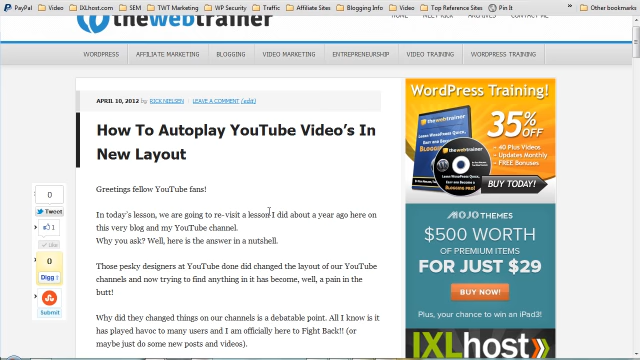 PayPal Video IXLhost.com SEM TWT Marketing WP Security Traffic Affiliate Sites Blogging Info Video Top Reference Sites Pin It » Other bookmarks
thewebtrainer
WORDPRESS AFFILIATE MARKETING BLOGGING VIDEO MARKETING ENTREPRENEURSHIP VIDEO TRAINING WORDPRESS TRAINING
APRIL 10, 2012 by RICK NIELSEN LEAVE A COMMENT (edit)
How To Autoplay YouTube Video's In
New Layout
Greetings fellow YouTube fans!
In today's lesson, we are going to re-visit a lesson I did about a year ago here on
this very blog and my YouTube channel.
Why you ask? Well, here is the answer in a nutshell.
Those pesky designers at YouTube done did changed the layout of our YouTube
channels and now trying to find anything in it has become, well, a pain in the
butt!
Why did they changed things on our channels is a debatable point. All I know is it
has played havoc to many users and I am officially here to Fight Back!! (or
maybe just do some new posts and videos).
0
Tweet
1
Like
0
Digg
Submit
WordPress Training!
35%
OFF
40 Plus Videos
Updates Monthly
FREE Bonuses
BUY TODAY!
MOJO THEMES
$500 WORTH
OF PREMIUM ITEMS
FOR JUST $29
BUY NOW!
Plus, your chance to win an iPad3!
IXLhost